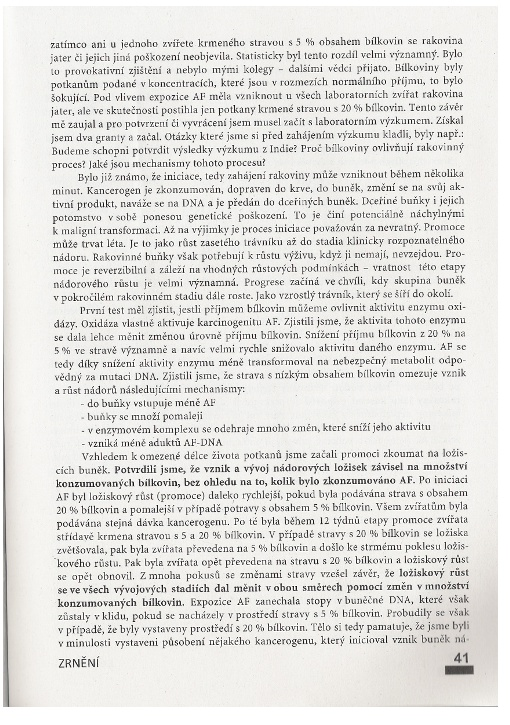 zatímco ani u jednoho zvířete krmeného stravou s 5 % obsahem bílkovin se rakovina
jater či jejich jiná poškození neobjevila. Statisticky byl tento rozdíl velmi významný. Bylo
to provokativní zjištění a nebylo mými kolegy – dalšími vědci přijato. Bílkoviny byly
potkanům podané v koncentracích, které jsou v rozmezích normálního příjmu, to bylo
šokující. Pod vlivem expozice AF měla vzniknout u všech laboratorních zvířat rakovina
jater, ale ve skutečnosti postihla jen potkany krmené stravou s 20 % bílkovin. Tento závěr
mě zaujal a pro potvrzení či vyvrácení jsem musel začít s laboratorním výzkumem. Získal
jsem dva granty a začal. Otázky které jsme si před zahájením výzkumu kladli, byly např.:
Budeme schopni potvrdit výsledky výzkumu z Indie? Proč bílkoviny ovlivňují rakovinný
proces? Jaké jsou mechanismy tohoto procesu?
Bylo již známo, že iniciace, tedy zahájení rakoviny může vzniknout během několika
minut. Kancerogen je zkonzumován, dopraven do krve, do buněk, změní se na svůj ak-
tivní produkt, naváže se na DNA a je předán do dceřiných buněk. Dceřiné buňky i jejich
potomstvo v sobě ponesou genetické poškození. To je činí potenciálně náchylnými
k maligní transformaci. Až na výjimky je proces iniciace považován za nevratný. Promoce
může trvat léta. Je to jako růst zasetého trávníku až do stadia klinicky rozpoznatelného
nádoru. Rakovinné buňky však potřebují k růstu výživu, když ji nemají, nevzejdou. Pro-
moce je reverzibilní a záleží na vhodných růstových podmínkách – vratnost této etapy
nádorového růstu je velmi významná. Progrese začíná ve chvíli, kdy skupina buněk
v pokročilém rakovinném stadiu dále roste. Jako vzrostlý trávník, který se šíří do okolí.
První test měl zjistit, jestli příjmem bílkovin můžeme ovlivnit aktivitu enzymu oxi-
dázy. Oxidáza vlastně aktivuje karcinogenitu AF. Zjistili jsme, že aktivita tohoto enzymu
se dala lehce měnit změnou úrovně příjmu bílkovin. Snížení příjmu bílkovin z 20 % na
5 % ve stravě významně a navíc velmi rychle snižovalo aktivitu daného enzymu. AF se
tedy díky snížení aktivity enzymu méně transformoval na nebezpečný metabolit odpo-
vědný za mutaci DNA. Zjistili jsme, že strava s nízkým obsahem bílkovin omezuje vznik
a růst nádorů následujícími mechanismy:
- do buňky vstupuje méně AF
- buňky se množí pomaleji
- v enzymovém komplexu se odehraje mnoho změn, které sníží jeho aktivitu
- vzniká méně aduktů AF-DNA
Vzhledem k omezené délce života potkanů jsme začali promoci zkoumat na ložis-
cích buněk. Potvrdili jsme, že vznik a vývoj nádorových ložisek závisel na množství
konzumovaných bílkovin, bez ohledu na to, kolik bylo zkonzumováno AF. Po iniciaci
AF byl ložiskový růst (promoce) daleko rychlejší, pokud byla podávána strava s obsahem
20 % bílkovin a pomalejší v případě potravy s obsahem 5 % bílkovin. Všem zvířatům byla
podávána stejná dávka kancerogenu. Po té byla během 12 týdnů etapy promoce zvířata
střídavě krmena stravou s 5 a 20 % bílkovin. V případě stravy s 20 % bílkovin se ložiska
zvětšovala, pak byla zvířata převedena na 5 % bílkovin a došlo ke strmému poklesu ložis-
kového růstu. Pak byla zvířata opět převedena na stravu s 20 % bílkovin a ložiskový růst
se opět obnovil. Z mnoha pokusů se změnami stravy vzešel závěr, že ložiskový růst
se ve všech vývojových stadiích dal měnit v obou směrech pomocí změn v množství
konzumovaných bílkovin. Expozice AF zanechala stopy v buněčné DNA, které však
zůstaly v klidu, pokud se nacházely v prostředí stravy s 5 % bílkovin. Probudily se však
v případě, že byly vystaveny prostředí s 20 % bílkovin. Tělo si tedy pamatuje, že jsme byli
v minulosti vystaveni působení nějakého kancerogenu, který inicioval vznik buněk ná-
ZRNĚNÍ
41